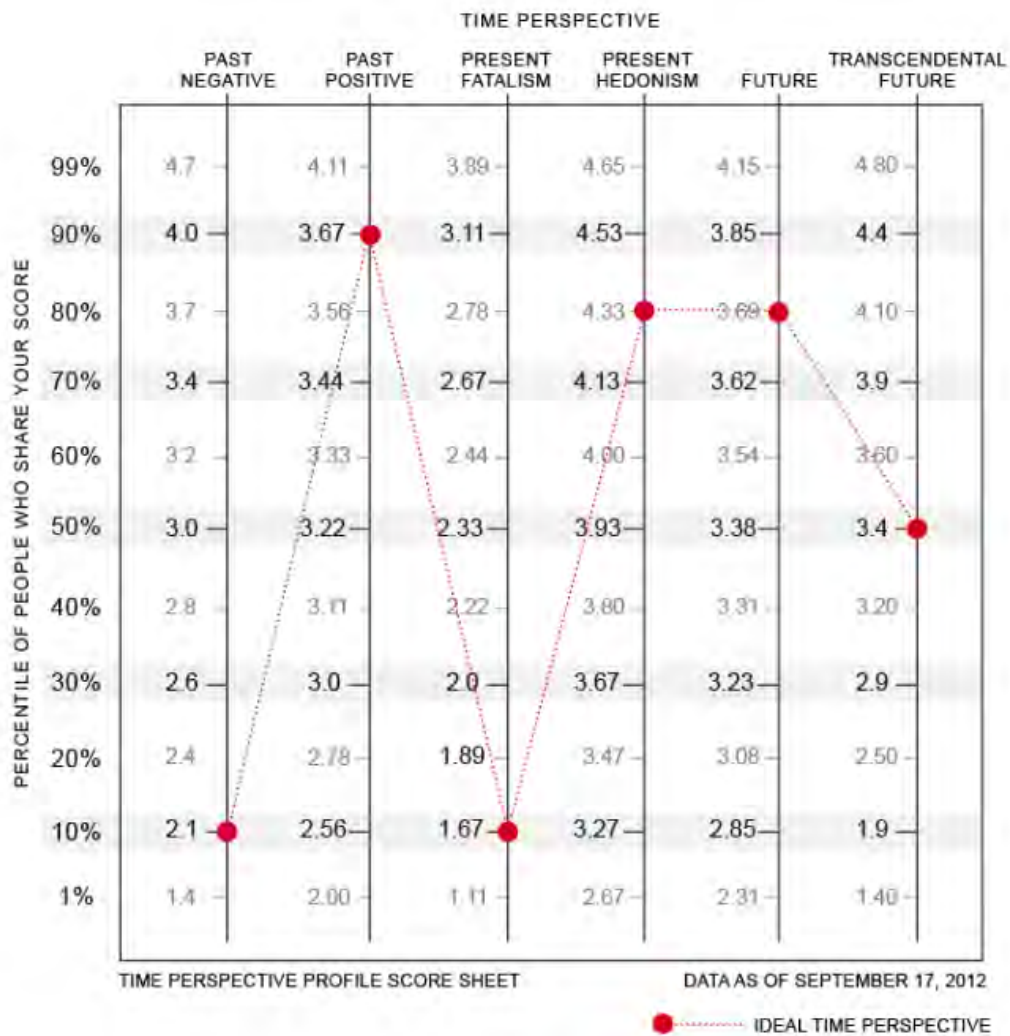 TIME PERSPECTIVE
PAST NEGATIVE
PAST POSITIVE
PRESENT FATALISM
PRESENT HEDONISM
FUTURE
TRANSCENDENTAL FUTURE
PERCENTILE OF PEOPLE WHO SHARE YOUR SCORE
99% 4.7 4.11 3.89 4.65 4.15 4.80
90% 4.0 3.67 3.11 4.53 3.85 4.4
80% 3.7 3.56 2.78 4.33 3.69 4.10
70% 3.4 3.44 2.67 4.13 3.62 3.9
60% 3.2 3.33 2.44 4.00 3.54 3.60
50% 3.0 3.22 2.33 3.93 3.38 3.4
40% 2.8 3.11 2.22 3.80 3.31 3.20
30% 2.6 3.0 2.0 3.67 3.23 2.9
20% 2.4 2.78 1.89 3.47 3.08 2.50
10% 2.1 2.56 1.67 3.27 2.85 1.9
1% 1.4 2.00 1.11 2.67 2.31 1.40
TIME PERSPECTIVE PROFILE SCORE SHEET
DATA AS OF SEPTEMBER 17, 2012
IDEAL TIME PERSPECTIVE